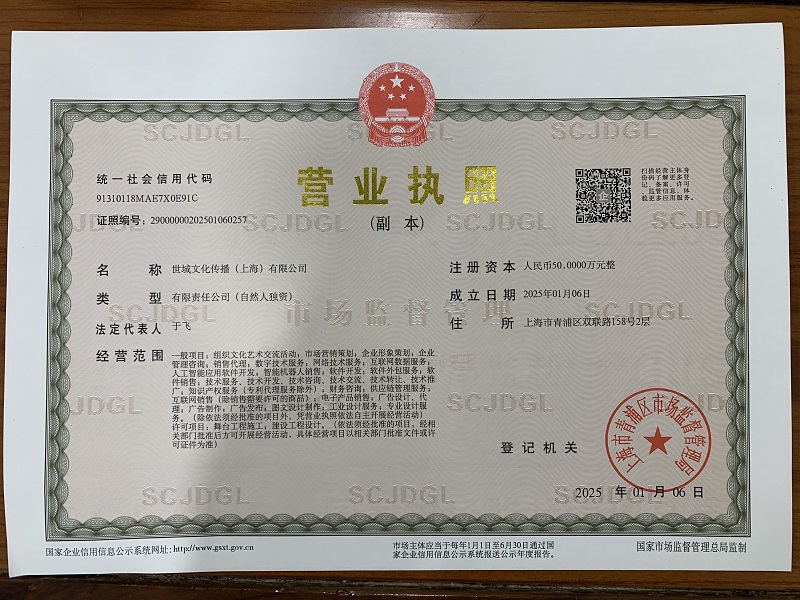 统一社会信用代码
91310118MAE7X0E91C
证照编号：29000000202501060257
营业执照
（副 本）
扫描经营主体身
份码了解更多登
记、备案、许可
、监管信息，体
验更多应用服务。
名 称 世域文化传播（上海）有限公司
类 型 有限责任公司（自然人独资）
法定代表人 于飞
经营范围 一般项目：组织文化艺术交流活动；市场营销策划；企业形象策划；企业
管理咨询；销售代理；数字技术服务；网络技术服务；互联网数据服务；
人工智能应用软件开发；智能机器人销售；软件开发；软件外包服务；软
件销售；技术服务、技术开发、技术咨询、技术交流、技术转让、技术推
广；知识产权服务（专利代理服务除外）；财务咨询；供应链管理服务；
互联网销售（除销售需要许可的商品）；电子产品销售；广告设计、代
理；广告制作；广告发布；图文设计制作；工业设计服务；专业设计服
务。（除依法须经批准的项目外，凭营业执照依法自主开展经营活动）
许可项目：舞台工程施工；建设工程设计。（依法须经批准的项目，经相
关部门批准后方可开展经营活动，具体经营项目以相关部门批准文件或许
可证件为准）
注册资本 人民币50.0000万元整
成立日期 2025年01月06日
住 所 上海市青浦区双联路158号2层
市场监督管理
登记机关
上海市青浦区市场监督管理局
2025 年 01 月 06 日
SCJDGL
SCJDGL
SCJDGL
SCJDGL
SCJDGL
SCJDGL
SCJDGL
SCJDGL
国家企业信用信息公示系统网址：http://www.gsxt.gov.cn
市场主体应当于每年1月1日至6月30日通过国
家企业信用信息公示系统报送公示年度报告。
国家市场监督管理总局监制